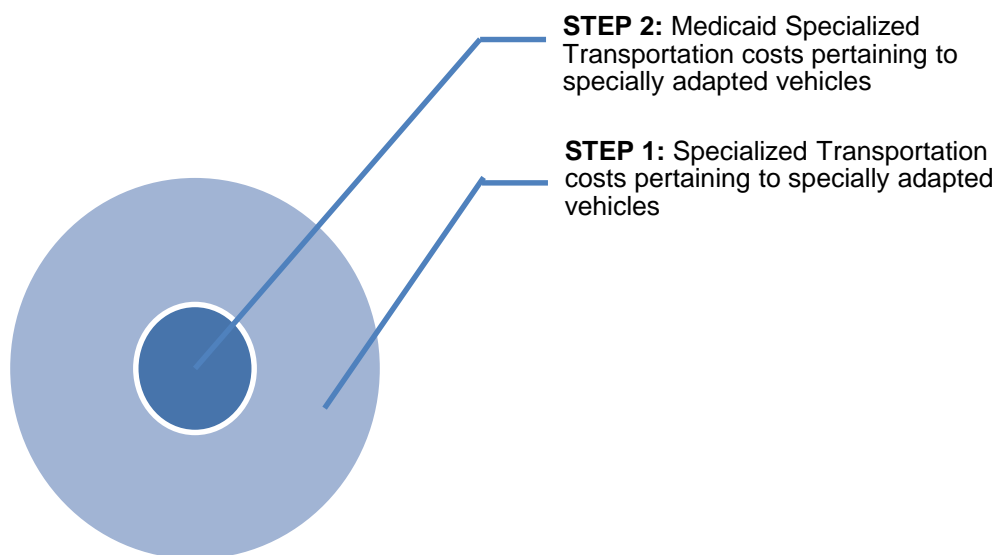 STEP 2: Medicaid Specialized
Transportation costs pertaining to
specially adapted vehicles
STEP 1: Specialized Transportation
costs pertaining to specially adapted
vehicles